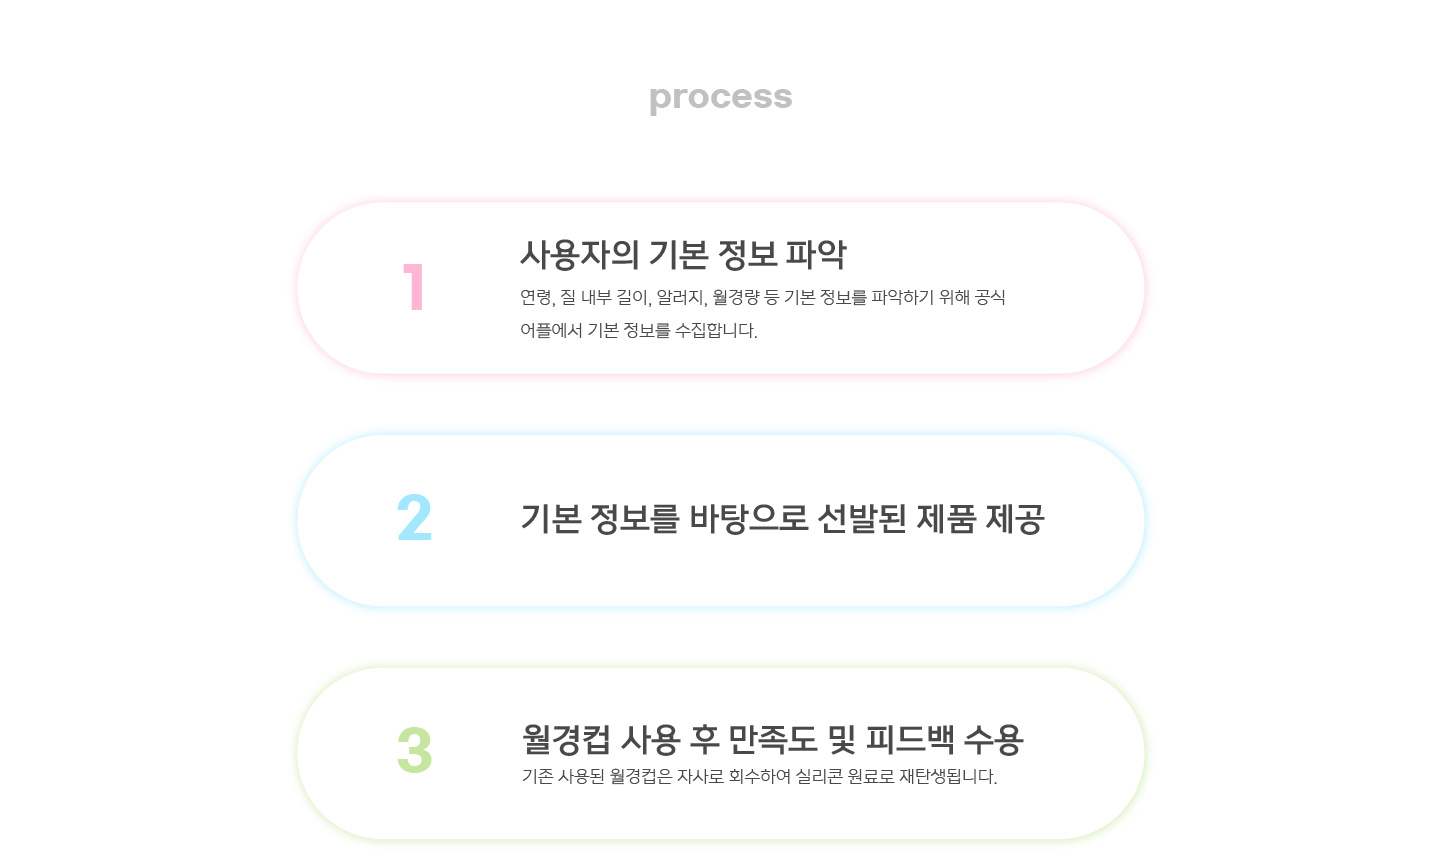 process
1
사용자의 기본 정보 파악
연령, 질 내부 길이, 알러지, 월경량 등 기본 정보를 파악하기 위해 공식
어플에서 기본 정보를 수집합니다.
2
기본 정보를 바탕으로 선발된 제품 제공
3
월경컵 사용 후 만족도 및 피드백 수용
기존 사용된 월경컵은 자사로 회수하여 실리콘 원료로 재탄생됩니다.